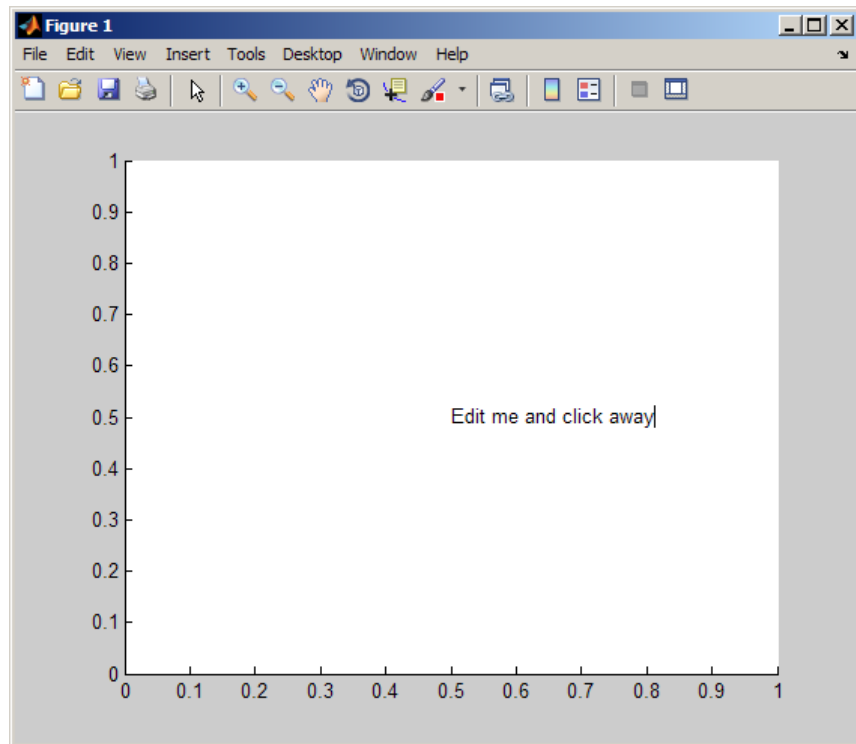 Figure 1
File Edit View Insert Tools Desktop Window Help
1
0.9
0.8
0.7
0.6
0.5
Edit me and click away
0.4
0.3
0.2
0.1
0
0 0.1 0.2 0.3 0.4 0.5 0.6 0.7 0.8 0.9 1